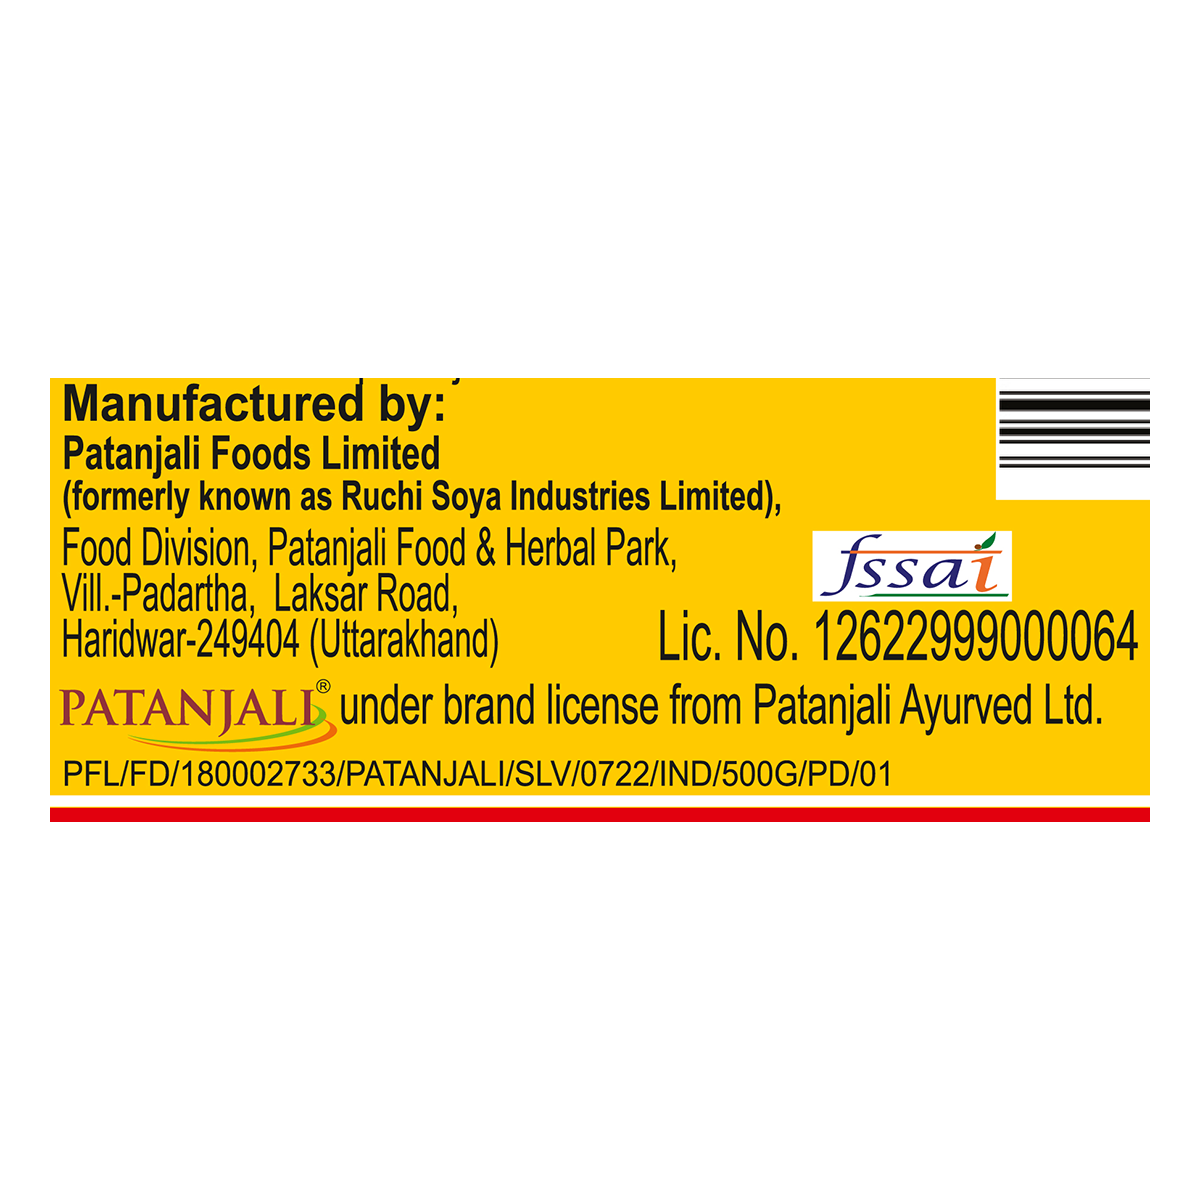 Manufactured by:
Patanjali Foods Limited
(formerly known as Ruchi Soya Industries Limited),
Food Division, Patanjali Food & Herbal Park,
Vill.-Padartha, Laksar Road,
Haridwar-249404 (Uttarakhand)
fssai
Lic. No. 12622999000064
PATANJALI® under brand license from Patanjali Ayurved Ltd.
PFL/FD/180002733/PATANJALI/SLV/0722/IND/500G/PD/01